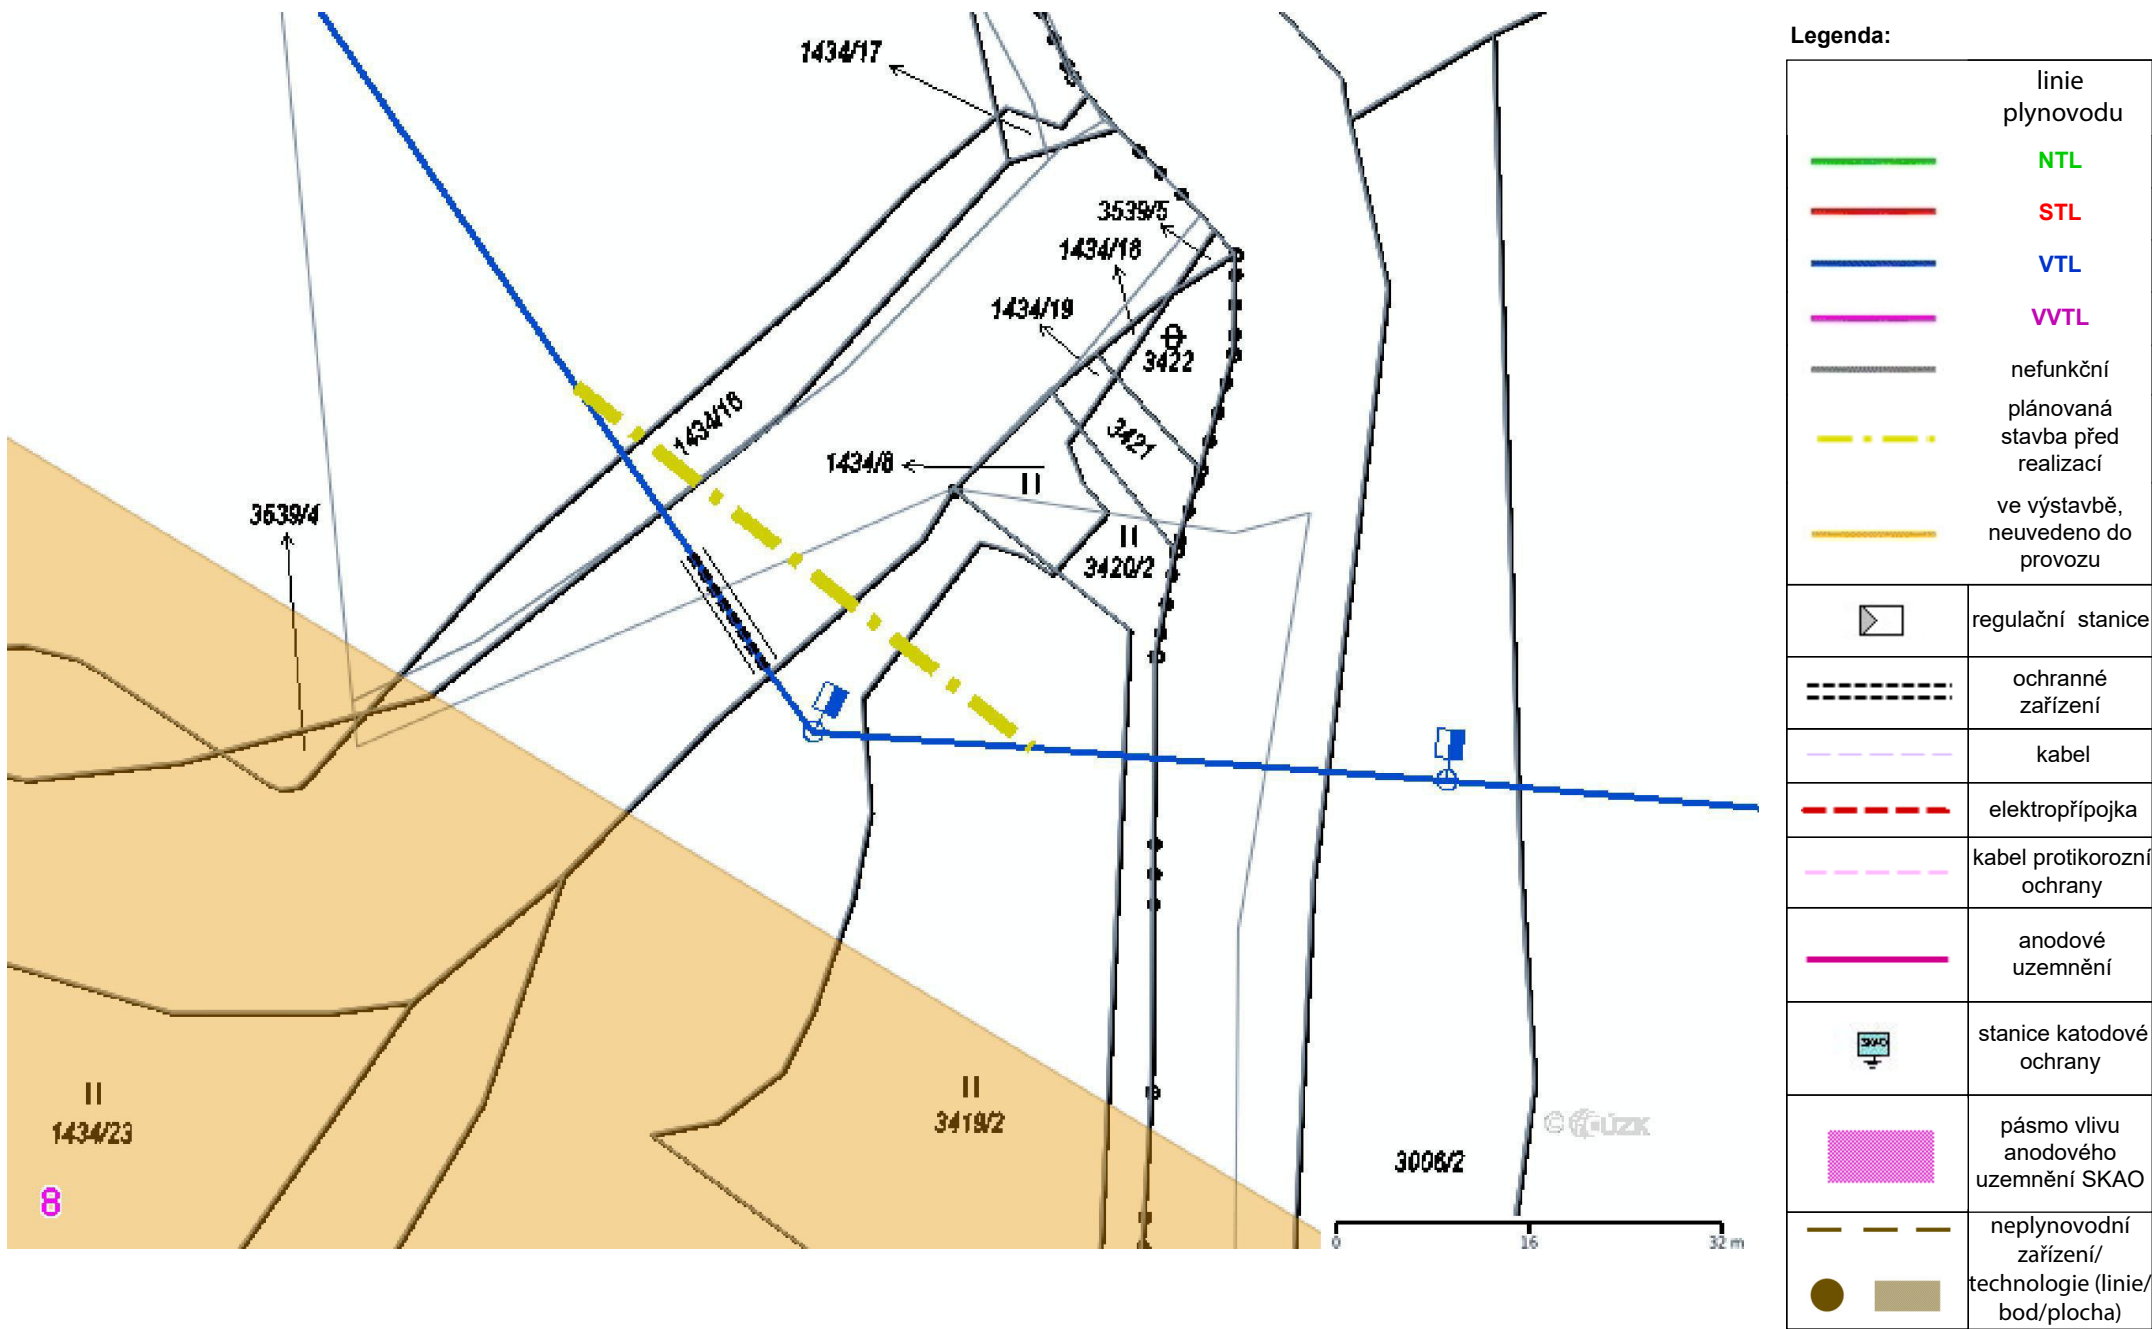 1434/17
3539/5
1434/18
1434/19
3422
1434/16
3421
1434/8
3539/4
3420/2
1434/23
3419/2
3006/2
8
0 16 32 m
Legenda:
linie
plynovodu
NTL
STL
VTL
VVTL
nefunkční
plánovaná
stavba před
realizací
ve výstavbě,
neuvedeno do
provozu
regulační stanice
ochranné
zařízení
kabel
elektropřípojka
kabel protikorozní
ochrany
anodové
uzemnění
SKAO
stanice katodové
ochrany
pásmo vlivu
anodového
uzemnění SKAO
neplynovodní
zařízení/
technologie (linie/
bod/plocha)